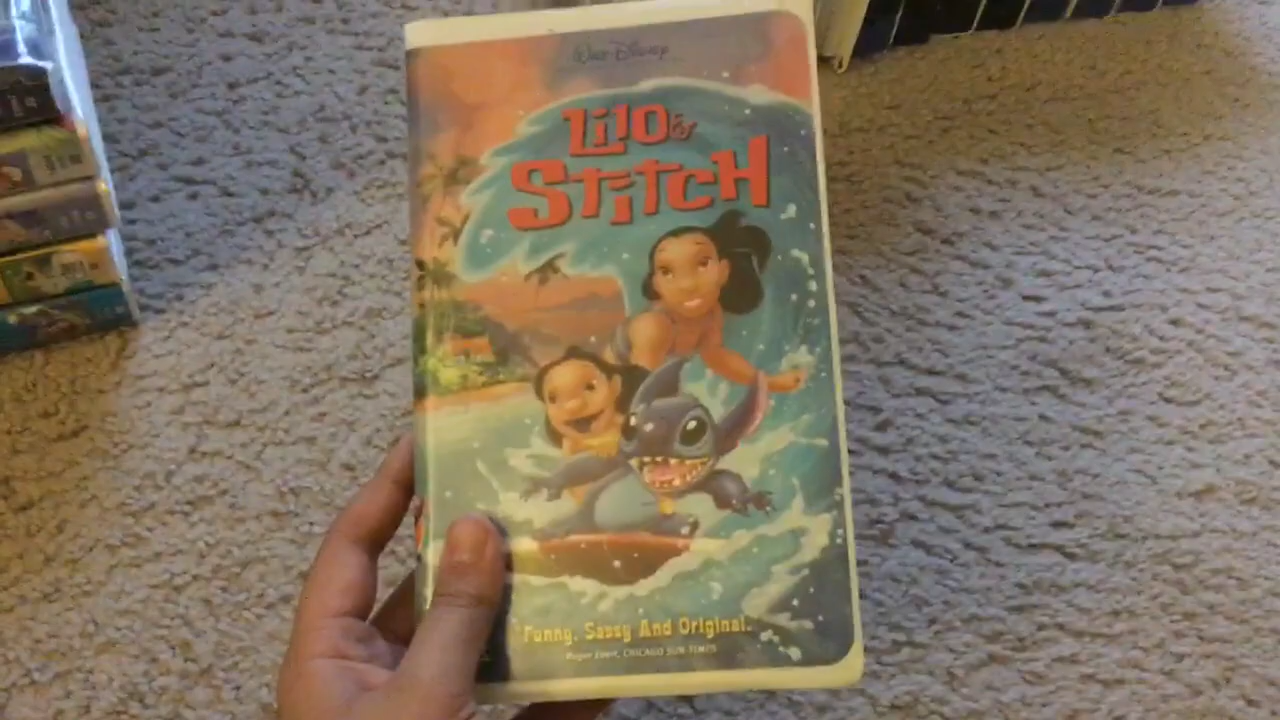 Walt Disney
Lilo &
Stitch
Funny, Sassy And Original.
Roger Ebert, CHICAGO SUN-TIMES